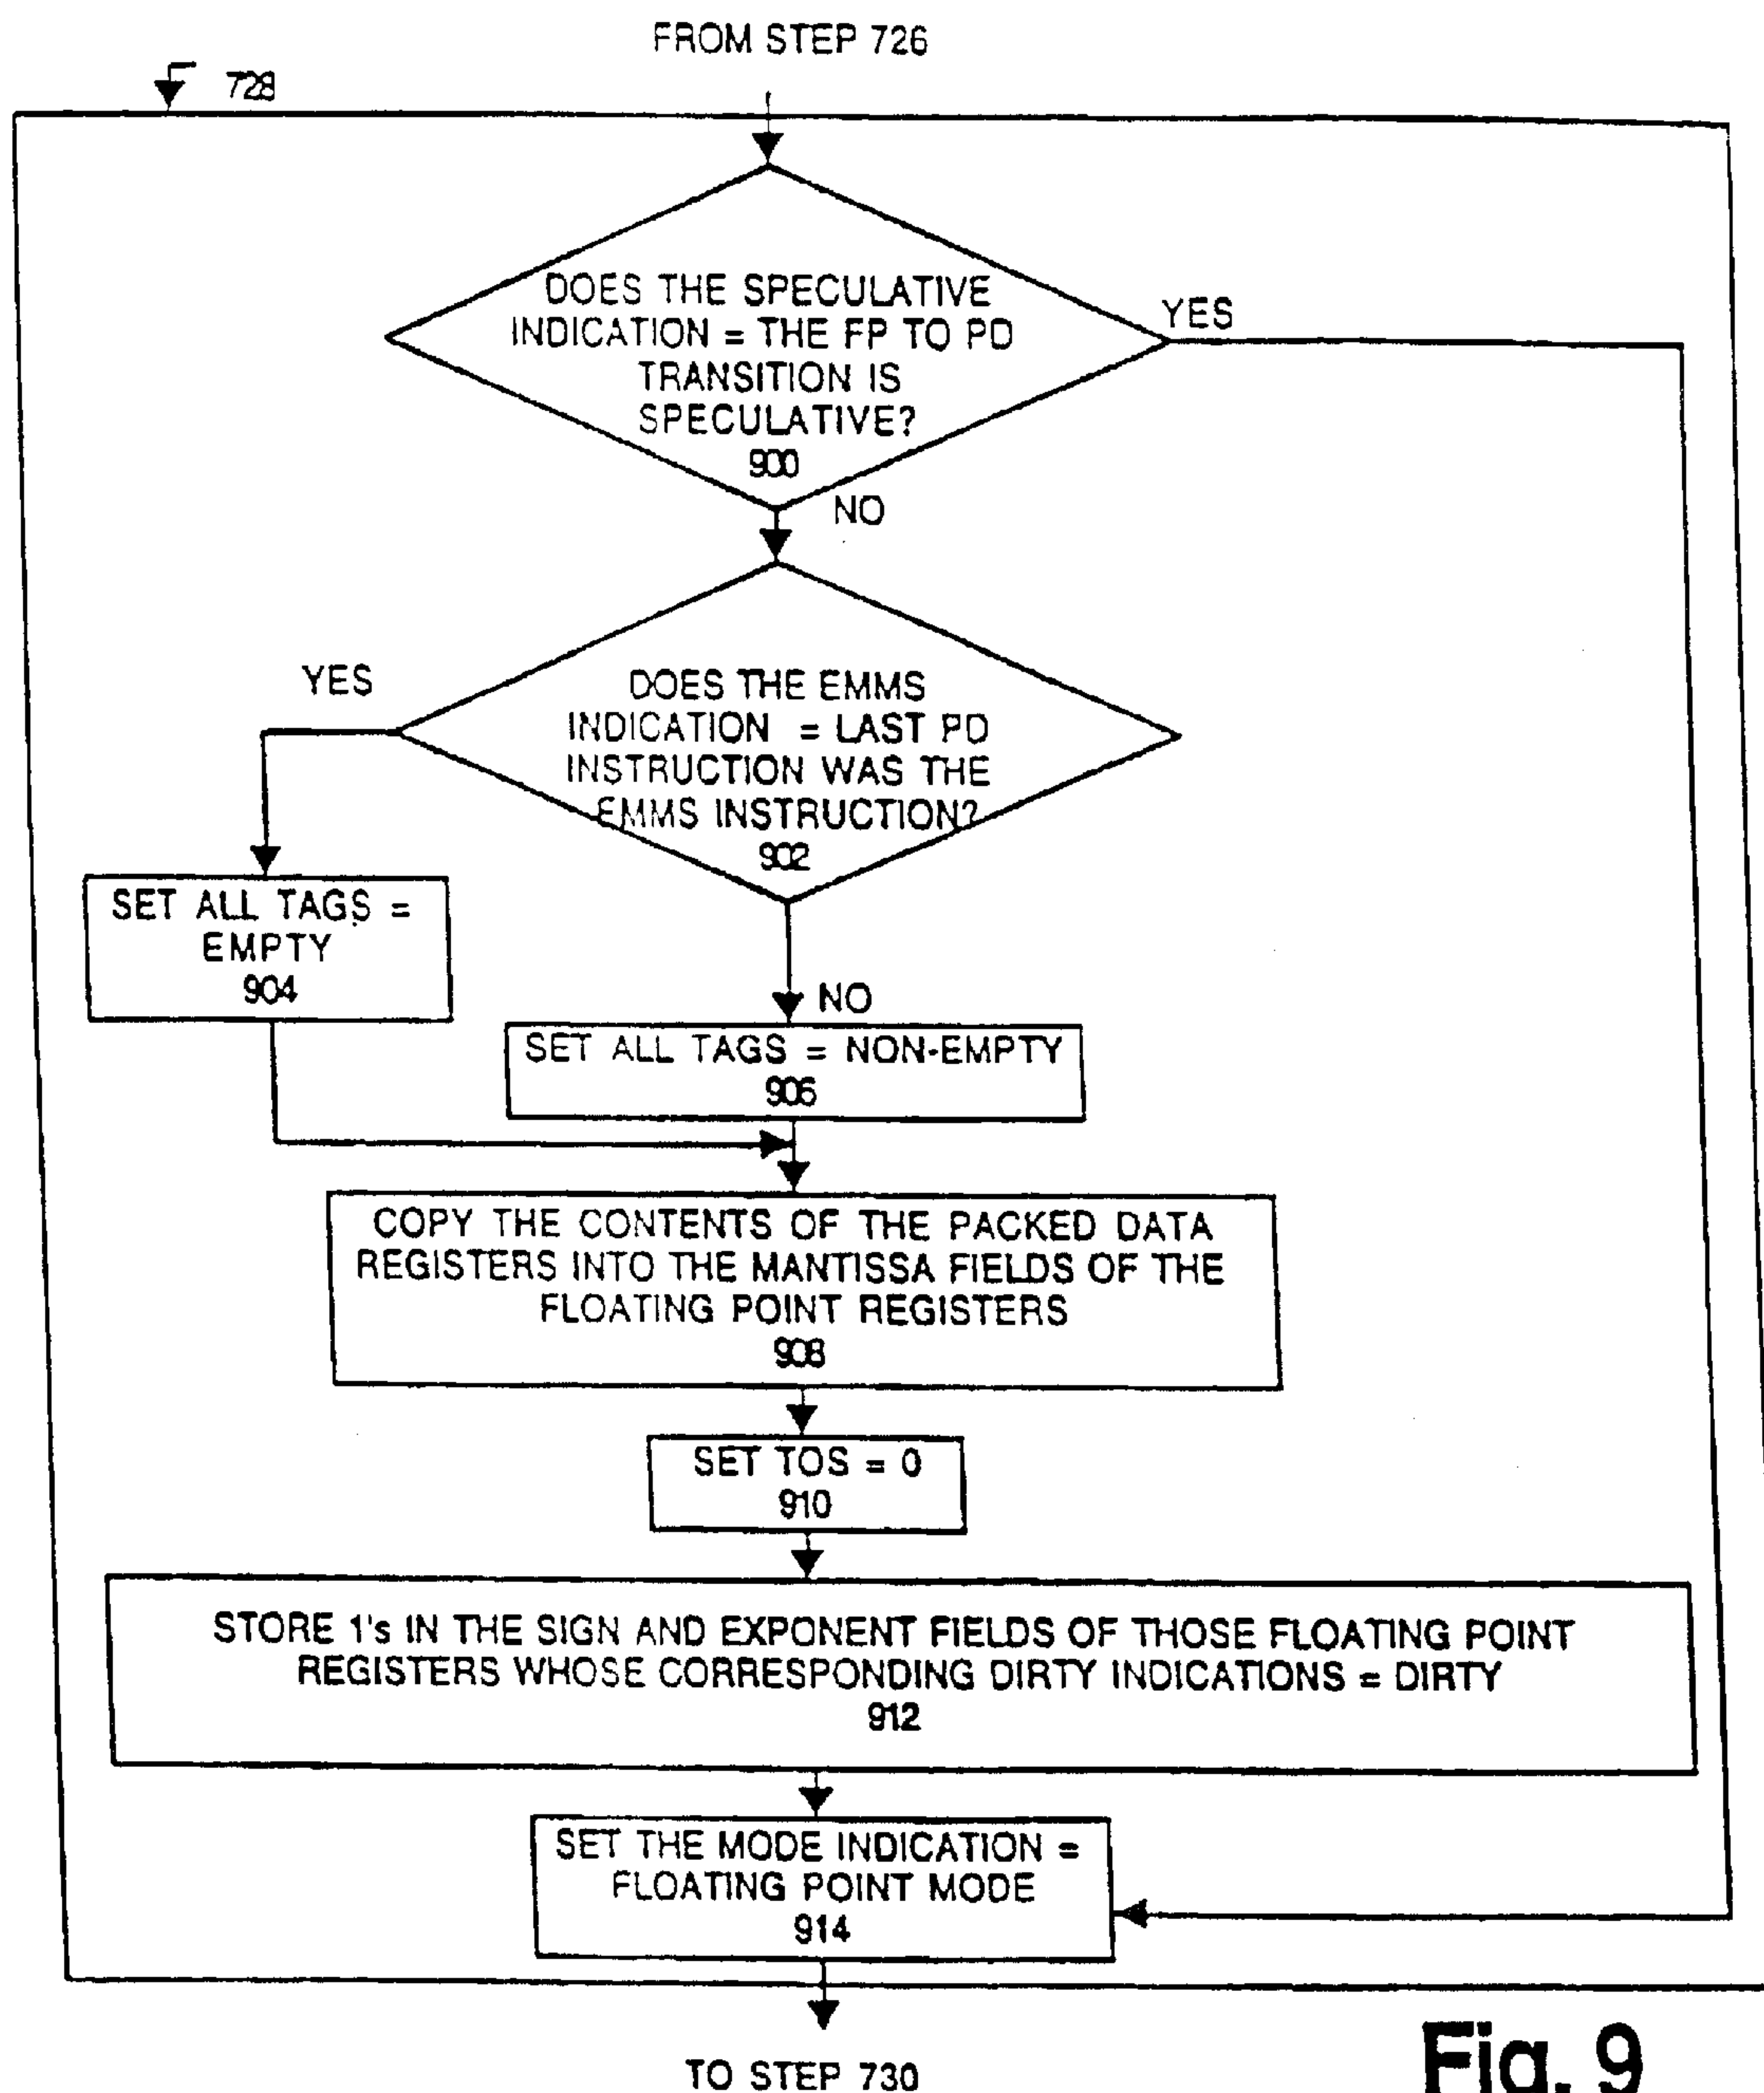 FROM STEP 726
728
DOES THE SPECULATIVE
INDICATION = THE FP TO PD
TRANSITION IS
SPECULATIVE?
900
YES
NO
DOES THE EMMS
INDICATION = LAST PD
INSTRUCTION WAS THE
EMMS INSTRUCTION?
902
YES
SET ALL TAGS =
EMPTY
904
NO
SET ALL TAGS = NON-EMPTY
906
COPY THE CONTENTS OF THE PACKED DATA
REGISTERS INTO THE MANTISSA FIELDS OF THE
FLOATING POINT REGISTERS
908
SET TOS = 0
910
STORE 1's IN THE SIGN AND EXPONENT FIELDS OF THOSE FLOATING POINT
REGISTERS WHOSE CORRESPONDING DIRTY INDICATIONS = DIRTY
912
SET THE MODE INDICATION =
FLOATING POINT MODE
914
TO STEP 730
Fig. 9